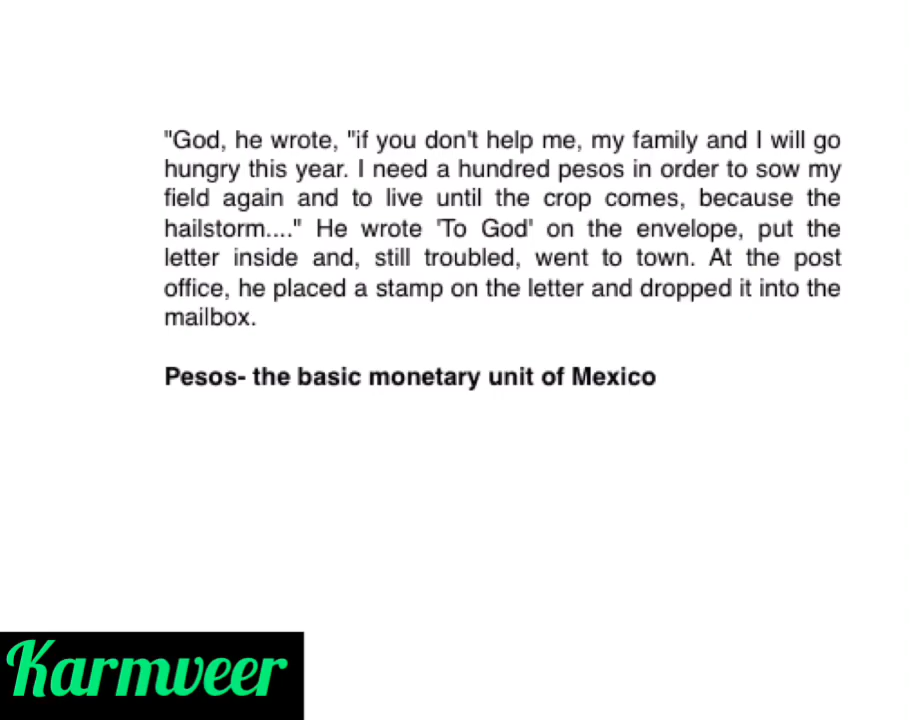 "God, he wrote, "if you don't help me, my family and I will go
hungry this year. I need a hundred pesos in order to sow my
field again and to live until the crop comes, because the
hailstorm...." He wrote 'To God' on the envelope, put the
letter inside and, still troubled, went to town. At the post
office, he placed a stamp on the letter and dropped it into the
mailbox.
Pesos- the basic monetary unit of Mexico
Karmveer